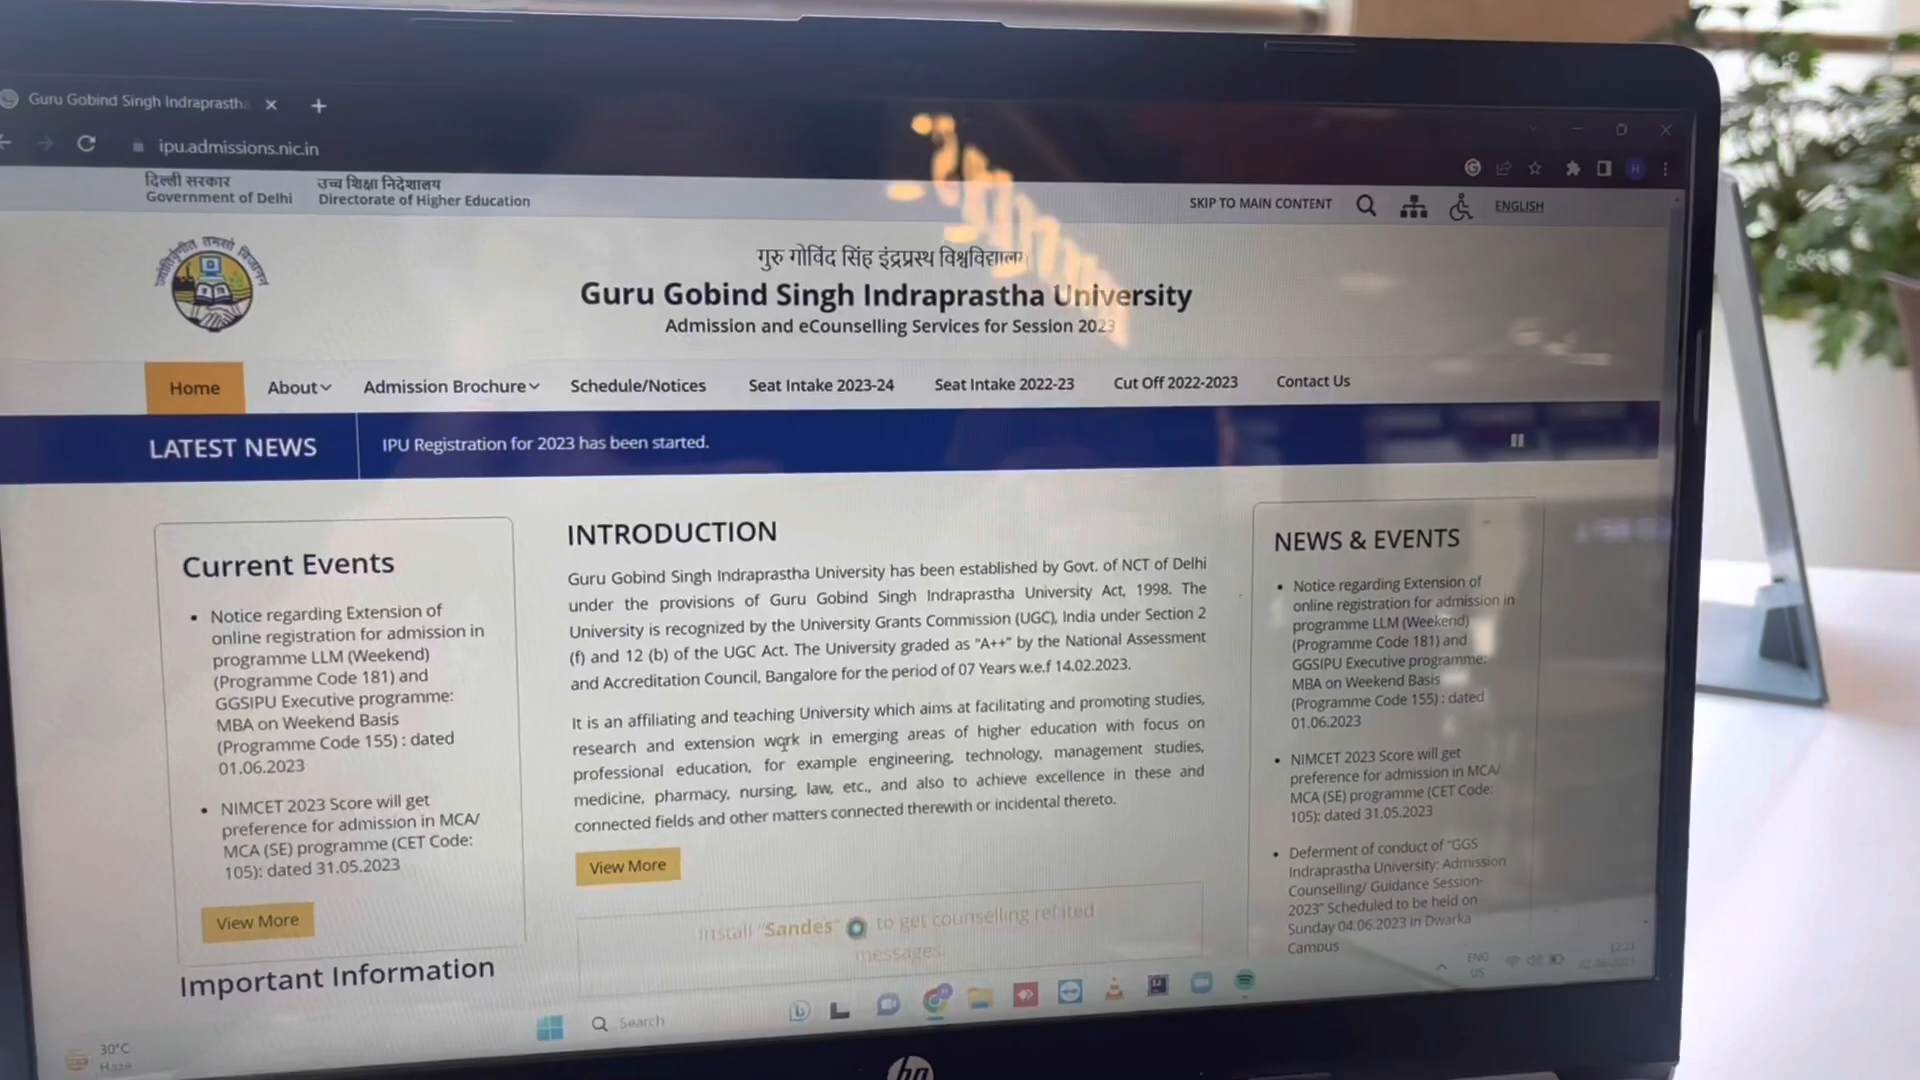 Guru Gobind Singh Indraprastha
ipu.admissions.nic.in
दिल्ली सरकार
Government of Delhi
उच्च शिक्षा निदेशालय
Directorate of Higher Education
SKIP TO MAIN CONTENT
ENGLISH
ज्योतिर्वृणीत तमसो विजानन
गुरु गोविंद सिंह इंद्रप्रस्थ विश्वविद्यालय
Guru Gobind Singh Indraprastha University
Admission and eCounselling Services for Session 2023
Home
About
Admission Brochure
Schedule/Notices
Seat Intake 2023-24
Seat Intake 2022-23
Cut Off 2022-2023
Contact Us
LATEST NEWS
IPU Registration for 2023 has been started.
Current Events
Notice regarding Extension of
online registration for admission in
programme LLM (Weekend)
(Programme Code 181) and
GGSIPU Executive programme:
MBA on Weekend Basis
(Programme Code 155) : dated
01.06.2023
NIMCET 2023 Score will get
preference for admission in MCA/
MCA (SE) programme (CET Code:
105): dated 31.05.2023
View More
Important Information
INTRODUCTION
Guru Gobind Singh Indraprastha University has been established by Govt. of NCT of Delhi
under the provisions of Guru Gobind Singh Indraprastha University Act, 1998. The
University is recognized by the University Grants Commission (UGC), India under Section 2
(f) and 12 (b) of the UGC Act. The University graded as “A++” by the National Assessment
and Accreditation Council, Bangalore for the period of 07 Years w.e.f 14.02.2023.
It is an affiliating and teaching University which aims at facilitating and promoting studies,
research and extension work in emerging areas of higher education with focus on
professional education, for example engineering, technology, management studies,
medicine, pharmacy, nursing, law, etc., and also to achieve excellence in these and
connected fields and other matters connected therewith or incidental thereto.
View More
Install "Sandes" to get counselling related
messages.
NEWS & EVENTS
Notice regarding Extension of
online registration for admission in
programme LLM (Weekend)
(Programme Code 181) and
GGSIPU Executive programme:
MBA on Weekend Basis
(Programme Code 155) : dated
01.06.2023
NIMCET 2023 Score will get
preference for admission in MCA/
MCA (SE) programme (CET Code:
105): dated 31.05.2023
Deferment of conduct of "GGS
Indraprastha University: Admission
Counselling/ Guidance Session-
2023" Scheduled to be held on
Sunday 04.06.2023 in Dwarka
Campus
30°C
Haze
Search
ENG
US
12:21
02-06-2023
H
hp